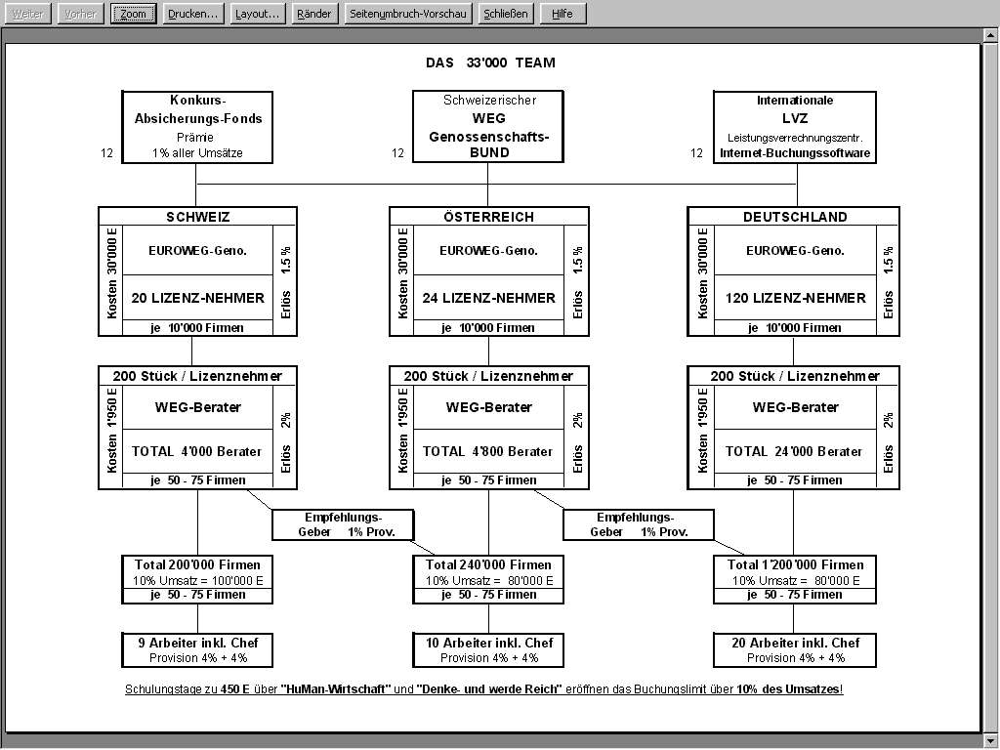 Weiter Vorher Zoom Drucken... Layout... Ränder Seitenumbruch-Vorschau Schließen Hilfe
DAS 33'000 TEAM
Konkurs-
Absicherungs-Fonds
Prämie
12 1% aller Umsätze
Schweizerischer
WEG
Genossenschafts-
12 BUND
Internationale
LVZ
Leistungsverrechnungszentr.
12 Internet-Buchungssoftware
SCHWEIZ
Kosten 30'000 E
EUROWEG-Geno.
20 LIZENZ-NEHMER
Erlös 1.5 %
je 10'000 Firmen
ÖSTERREICH
Kosten 30'000 E
EUROWEG-Geno.
24 LIZENZ-NEHMER
Erlös 1.5 %
je 10'000 Firmen
DEUTSCHLAND
Kosten 30'000 E
EUROWEG-Geno.
120 LIZENZ-NEHMER
Erlös 1.5 %
je 10'000 Firmen
200 Stück / Lizenznehmer
Kosten 1'950 E
WEG-Berater
TOTAL 4'000 Berater
Erlös 2%
je 50 - 75 Firmen
200 Stück / Lizenznehmer
Kosten 1'950 E
WEG-Berater
TOTAL 4'800 Berater
Erlös 2%
je 50 - 75 Firmen
200 Stück / Lizenznehmer
Kosten 1'950 E
WEG-Berater
TOTAL 24'000 Berater
Erlös 2%
je 50 - 75 Firmen
Empfehlungs-
Geber 1% Prov.
Empfehlungs-
Geber 1% Prov.
Total 200'000 Firmen
10% Umsatz = 100'000 E
je 50 - 75 Firmen
Total 240'000 Firmen
10% Umsatz = 80'000 E
je 50 - 75 Firmen
Total 1'200'000 Firmen
10% Umsatz = 80'000 E
je 50 - 75 Firmen
9 Arbeiter inkl. Chef
Provision 4% + 4%
10 Arbeiter inkl. Chef
Provision 4% + 4%
20 Arbeiter inkl. Chef
Provision 4% + 4%
Schulungstage zu 450 E über "HuMan-Wirtschaft" und "Denke- und werde Reich" eröffnen das Buchungslimit über 10% des Umsatzes!